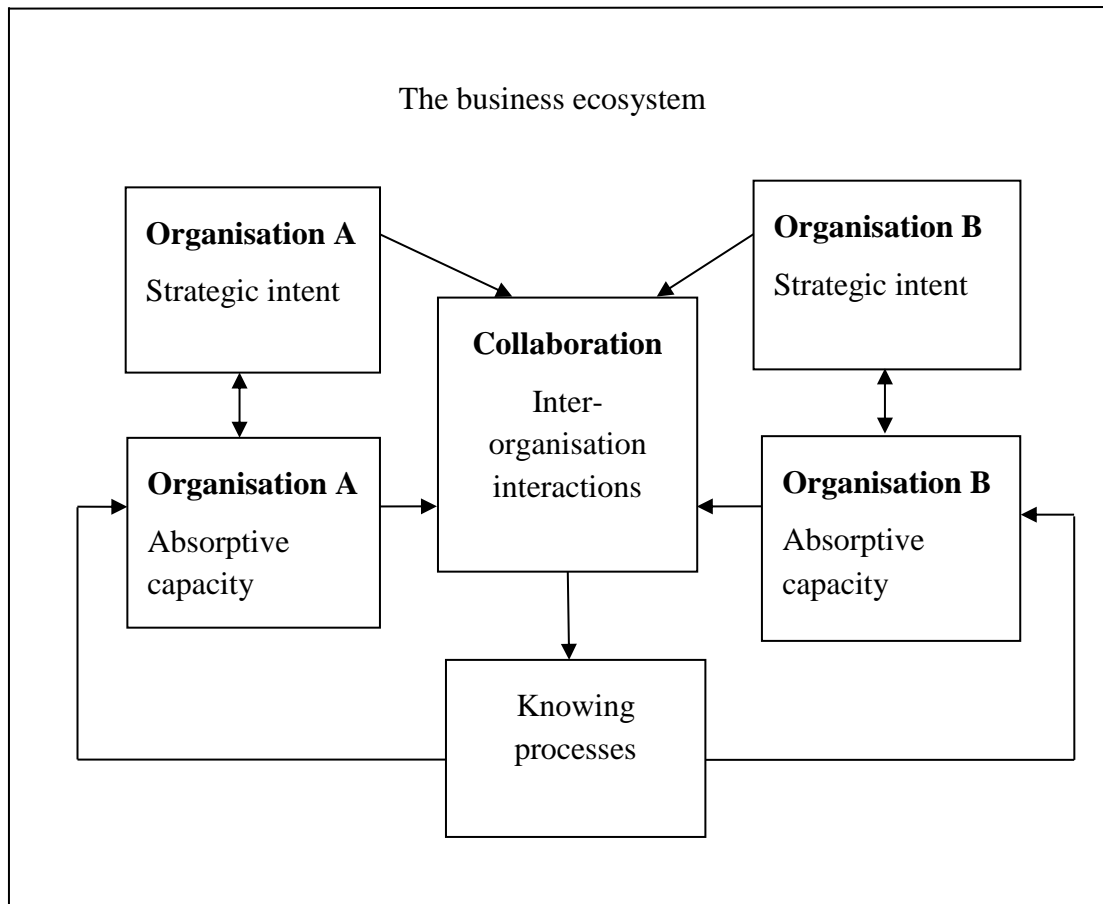 The business ecosystem
Organisation A
Strategic intent
Organisation B
Strategic intent
Collaboration
Inter-
organisation
interactions
Organisation A
Absorptive
capacity
Organisation B
Absorptive
capacity
Knowing
processes